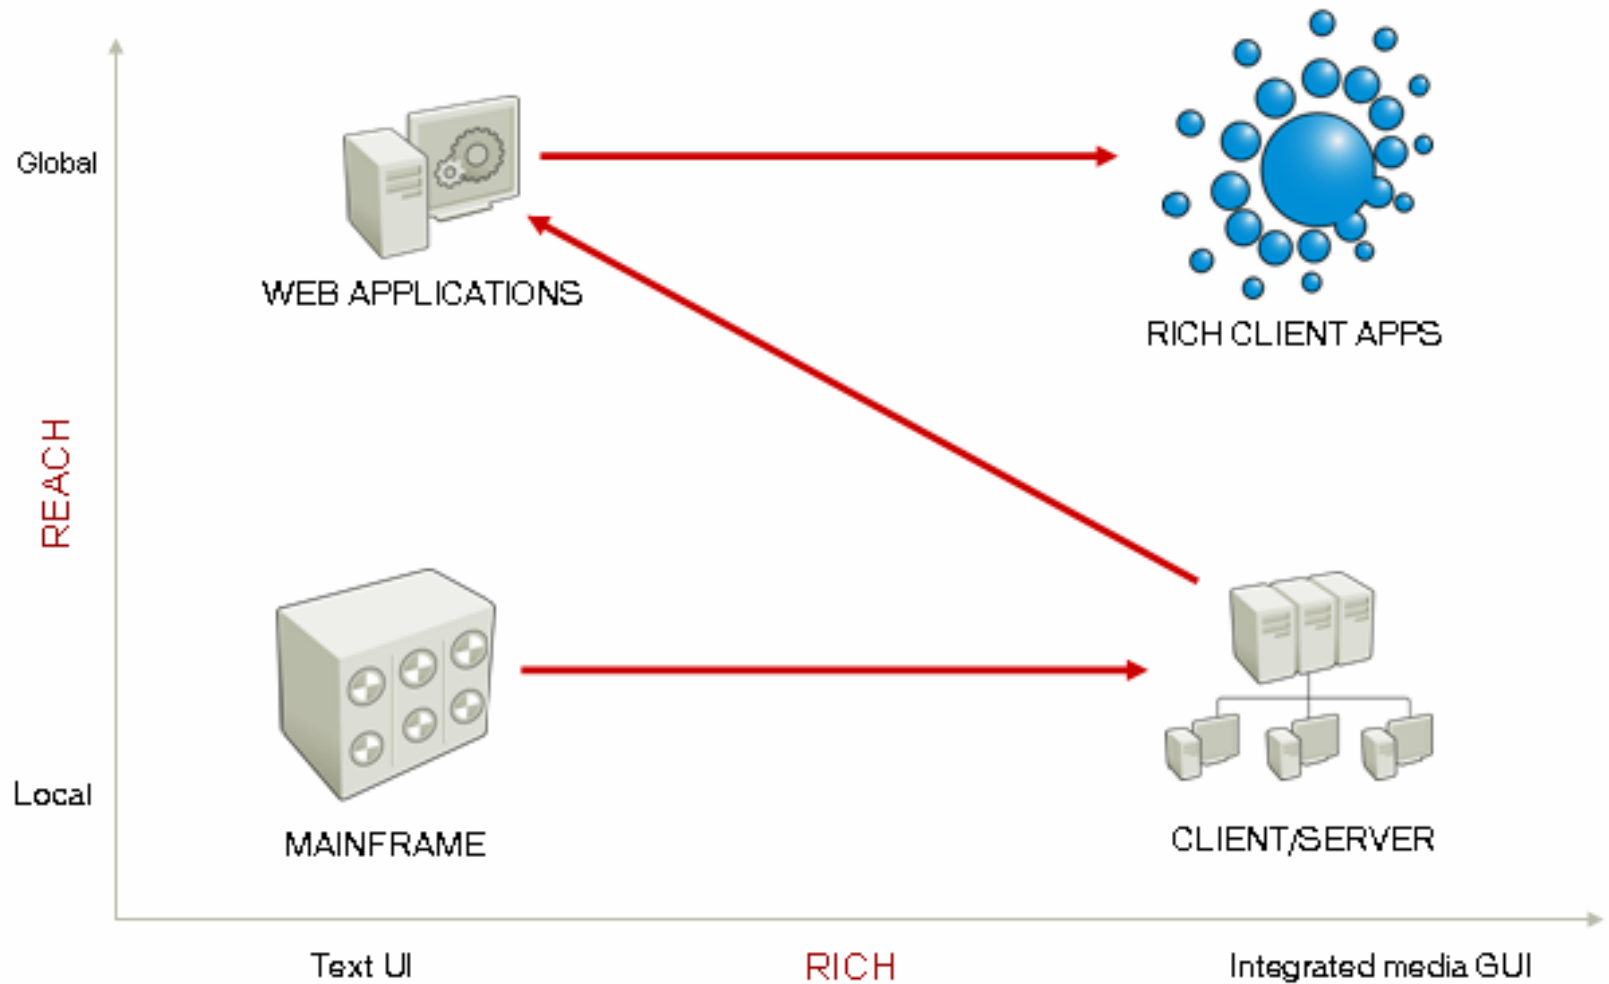 Global
WEB APPLICATIONS
RICH CLIENT APPS
REACH
Local
MAINFRAME
CLIENT/SERVER
Text UI
RICH
Integrated media GUI